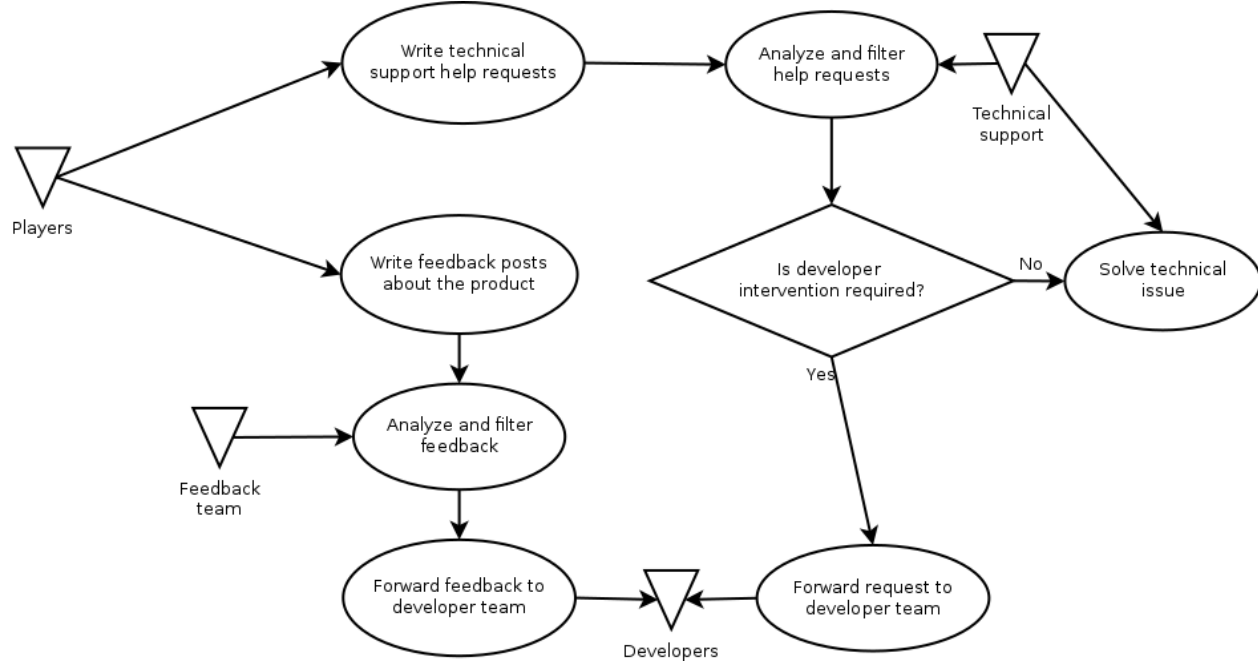 Write technical
support help requests
Analyze and filter
help requests
Technical
support
Players
Write feedback posts
about the product
Is developer
intervention required?
No
Solve technical
issue
Yes
Analyze and filter
feedback
Feedback
team
Forward feedback to
developer team
Developers
Forward request to
developer team